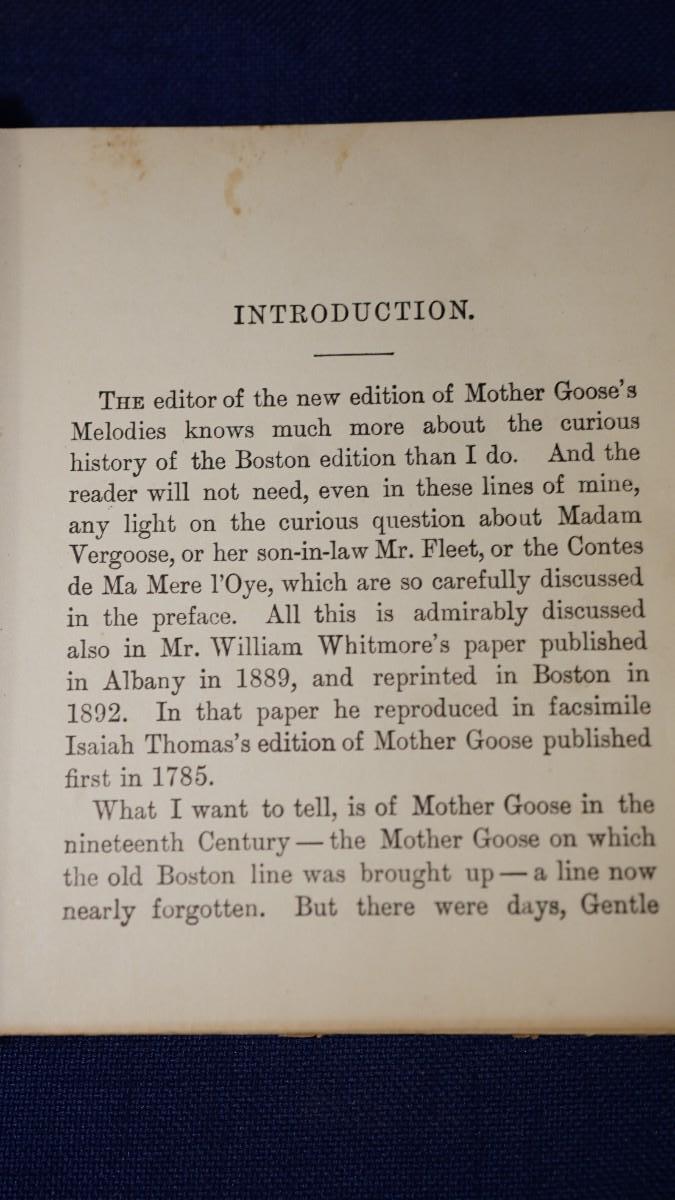 INTRODUCTION.
THE editor of the new edition of Mother Goose's
Melodies knows much more about the curious
history of the Boston edition than I do. And the
reader will not need, even in these lines of mine,
any light on the curious question about Madam
Vergoose, or her son-in-law Mr. Fleet, or the Contes
de Ma Mere l'Oye, which are so carefully discussed
in the preface. All this is admirably discussed
also in Mr. William Whitmore's paper published
in Albany in 1889, and reprinted in Boston in
1892. In that paper he reproduced in facsimile
Isaiah Thomas's edition of Mother Goose published
first in 1785.
What I want to tell, is of Mother Goose in the
nineteenth Century — the Mother Goose on which
the old Boston line was brought up — a line now
nearly forgotten. But there were days, Gentle